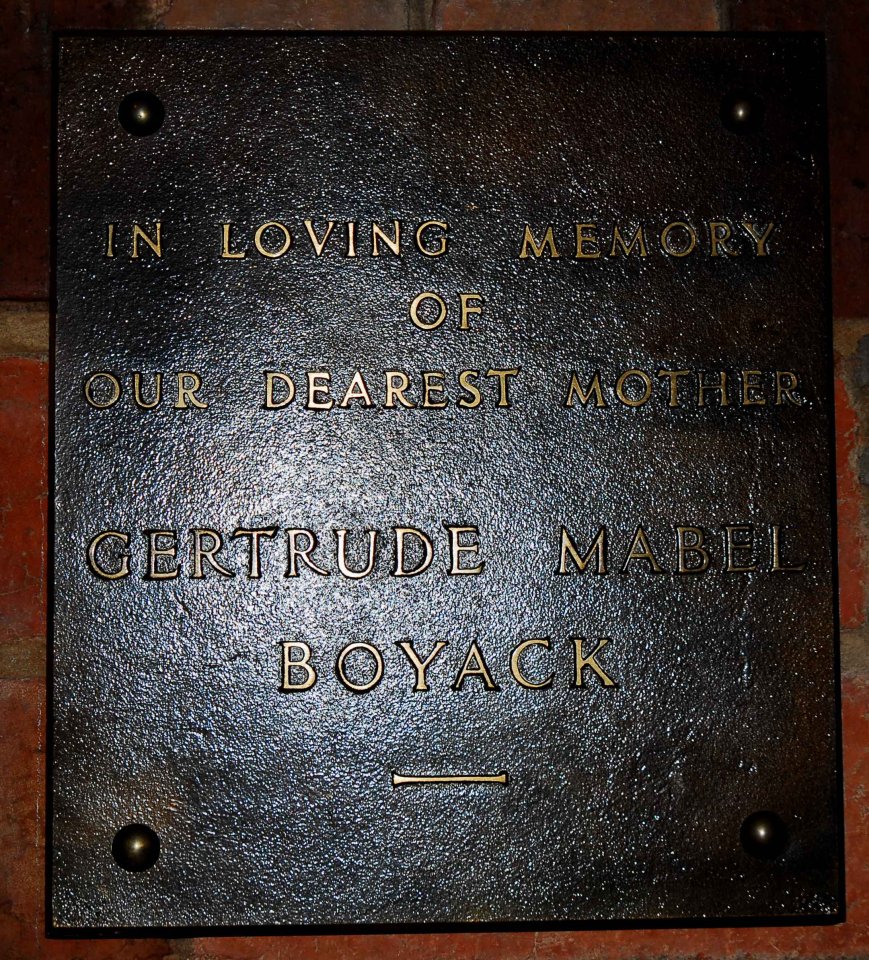 IN LOVING MEMORY
OF
OUR DEAREST MOTHER
GERTRUDE MABEL
BOYACK